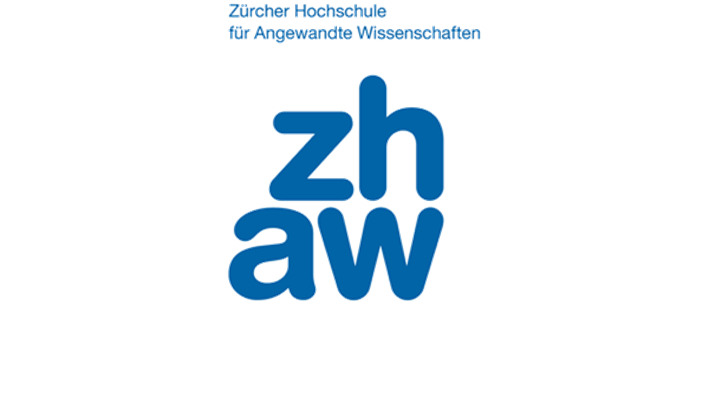 Zürcher Hochschule
für Angewandte Wissenschaften
zh
aw